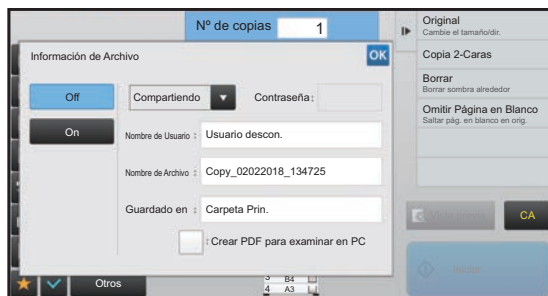 Nº de copias 1
Información de Archivo
OK
Off
On
Compartiendo
Contraseña:
Nombre de Usuario : Usuario descon.
Nombre de Archivo : Copy_02022018_134725
Guardado en : Carpeta Prin.
: Crear PDF para examinar en PC
Otros
3 B4
4 A3
Original
Cambie el tamaño/dir.
Copia 2-Caras
Borrar
Borrar sombra alrededor
Omitir Página en Blanco
Saltar pág. en blanco en orig.
CA